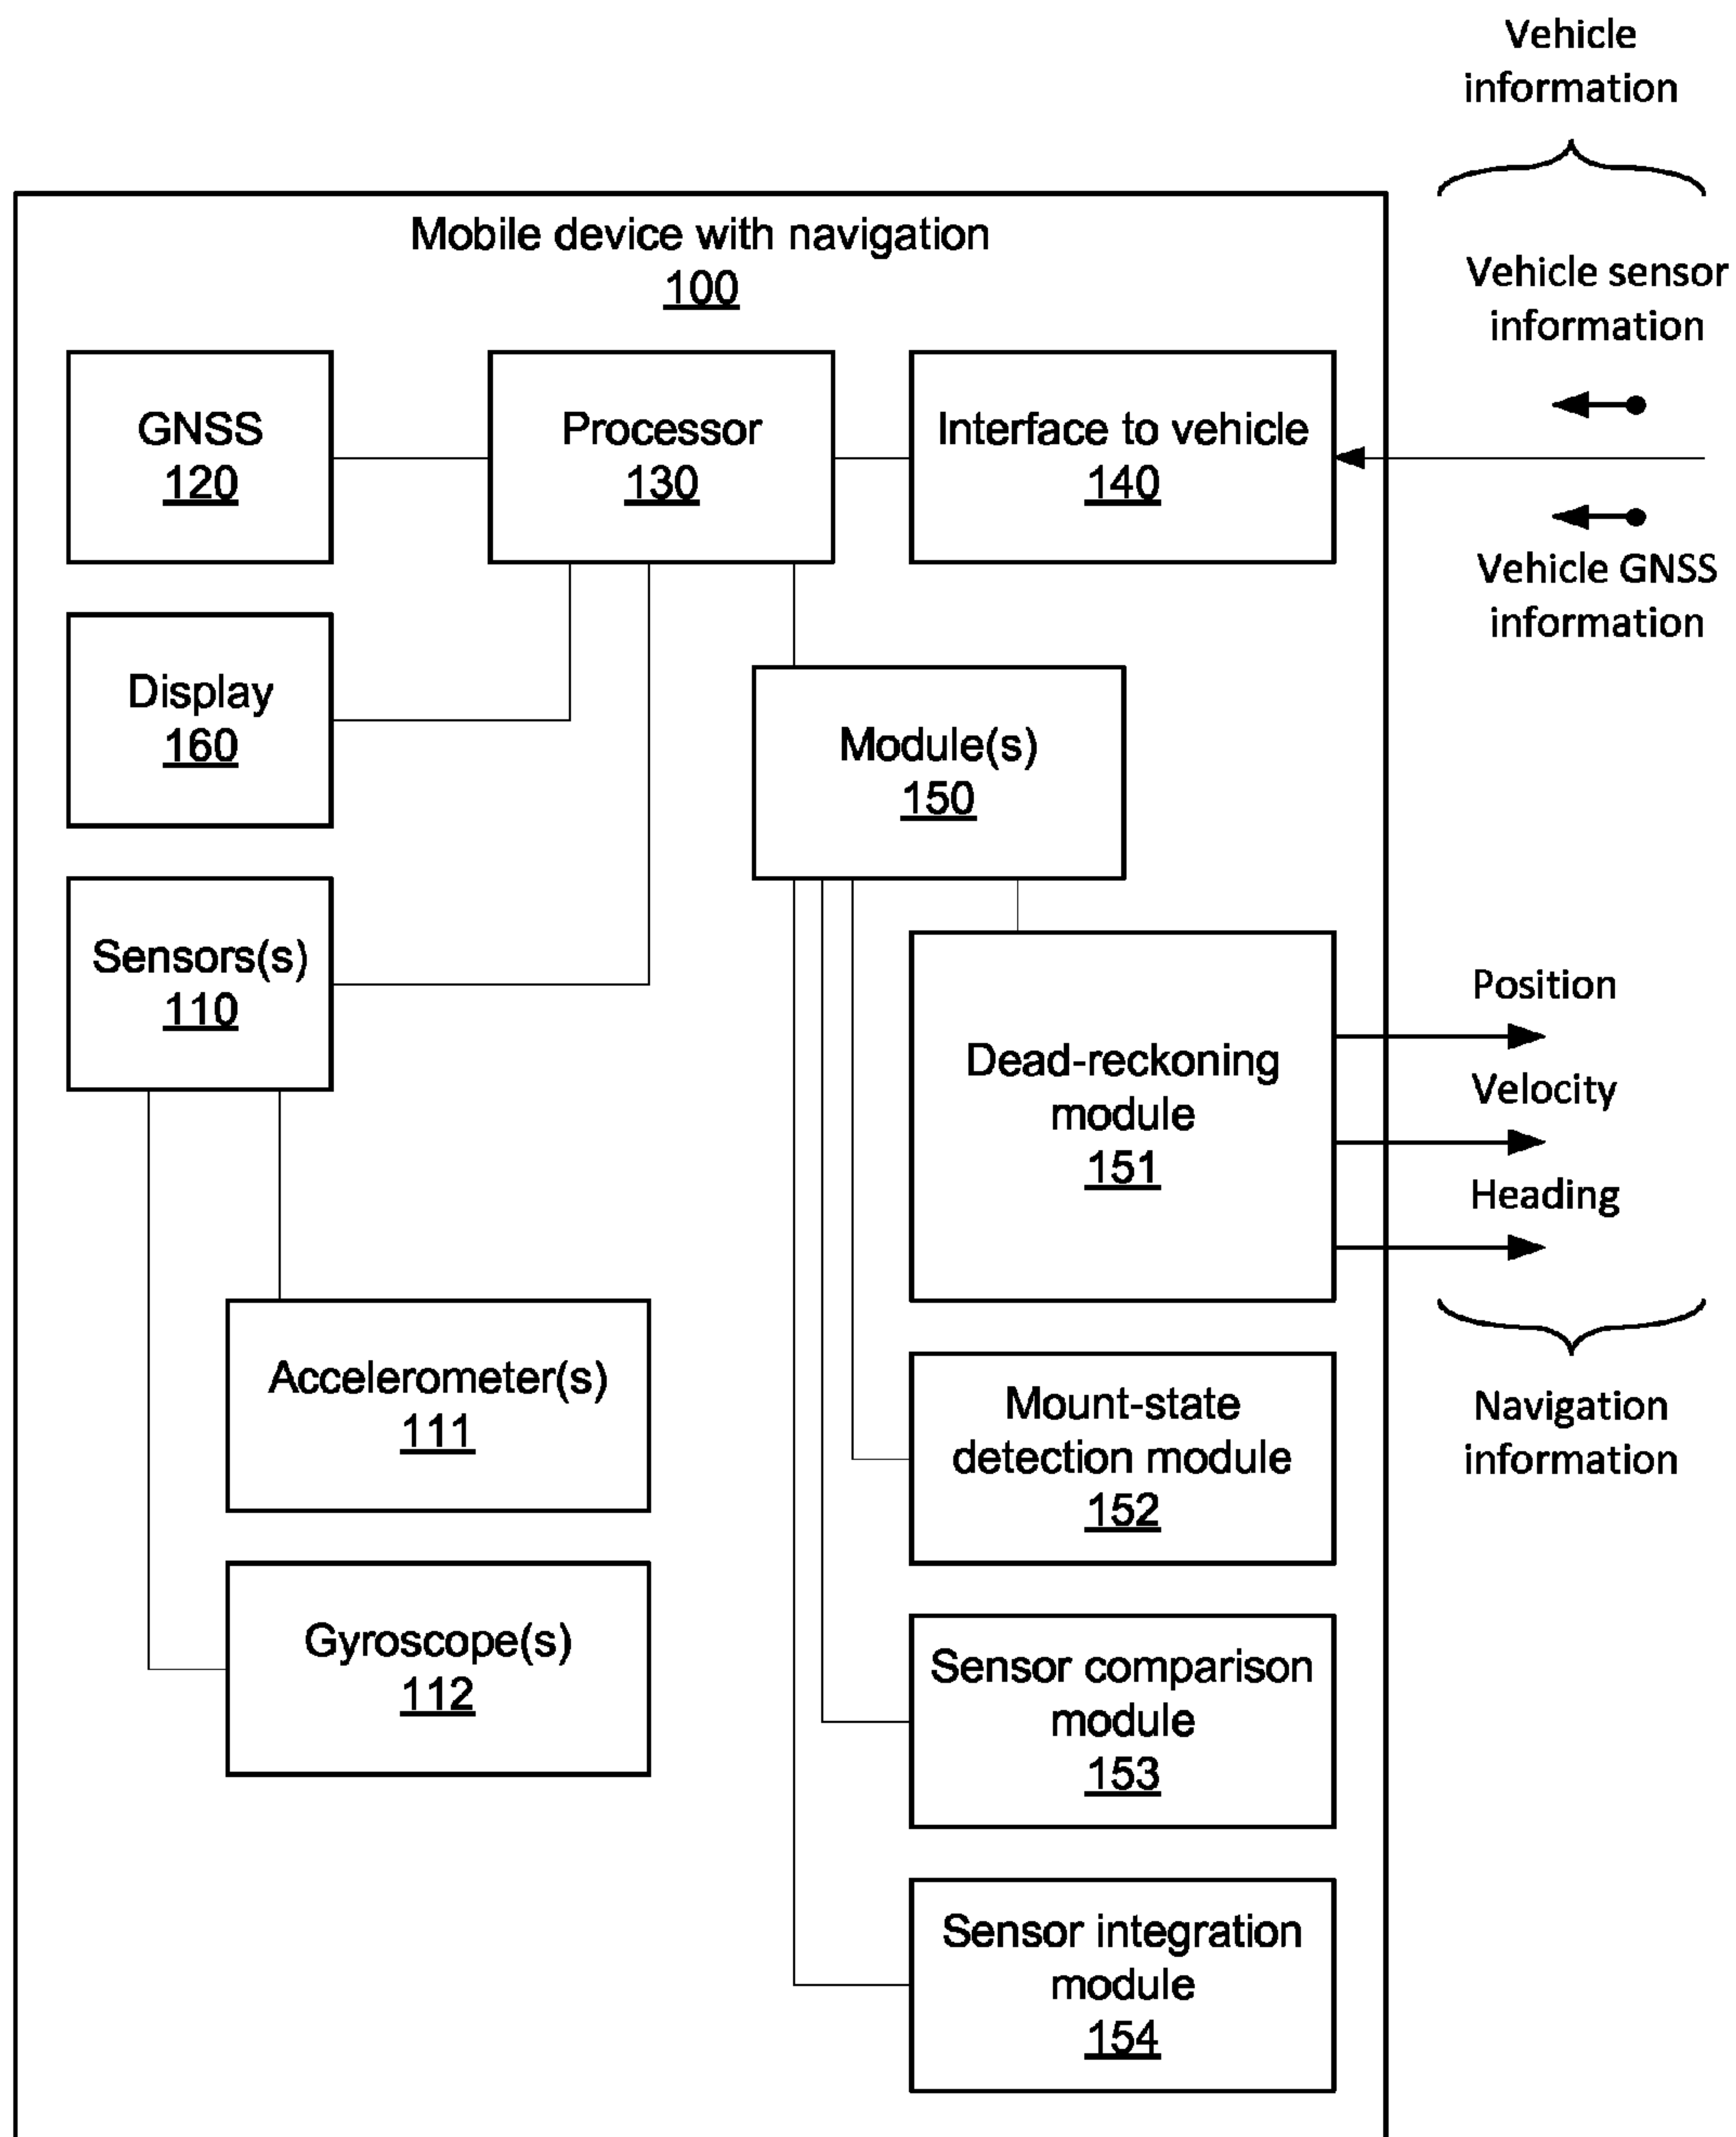 Vehicle
information
Mobile device with navigation
100
Vehicle sensor
information
GNSS
120
Processor
130
Interface to vehicle
140
Vehicle GNSS
information
Display
160
Module(s)
150
Sensors(s)
110
Dead-reckoning
module
151
Position
Velocity
Heading
Accelerometer(s)
111
Mount-state
detection module
152
Navigation
information
Gyroscope(s)
112
Sensor comparison
module
153
Sensor integration
module
154